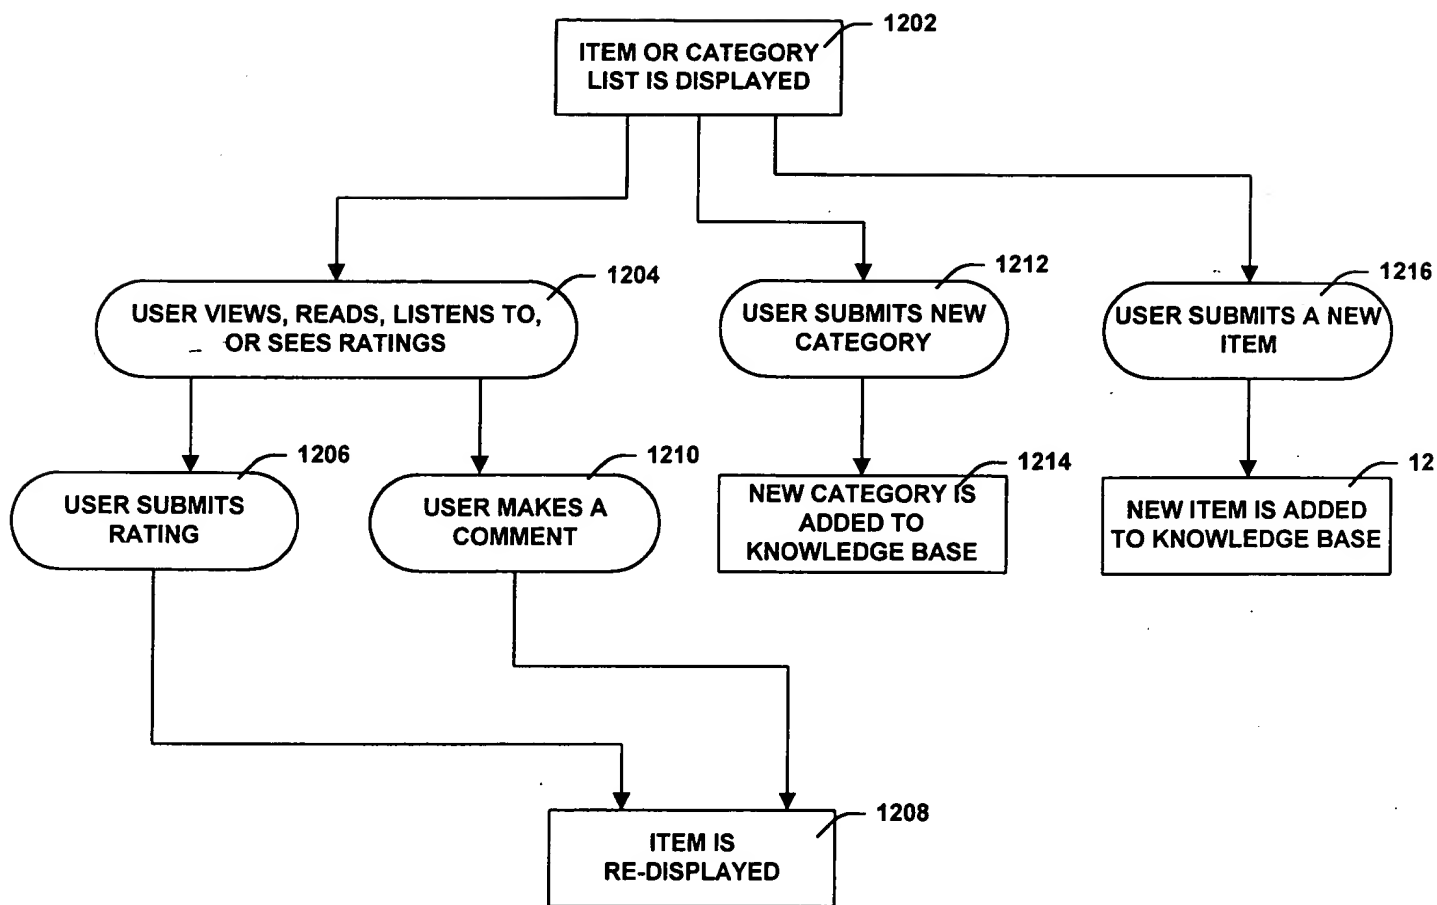 1202
ITEM OR CATEGORY
LIST IS DISPLAYED
1204
USER VIEWS, READS, LISTENS TO,
OR SEES RATINGS
1212
USER SUBMITS NEW
CATEGORY
1216
USER SUBMITS A NEW
ITEM
1206
USER SUBMITS
RATING
1210
USER MAKES A
COMMENT
1214
NEW CATEGORY IS
ADDED TO
KNOWLEDGE BASE
12
NEW ITEM IS ADDED
TO KNOWLEDGE BASE
1208
ITEM IS
RE-DISPLAYED